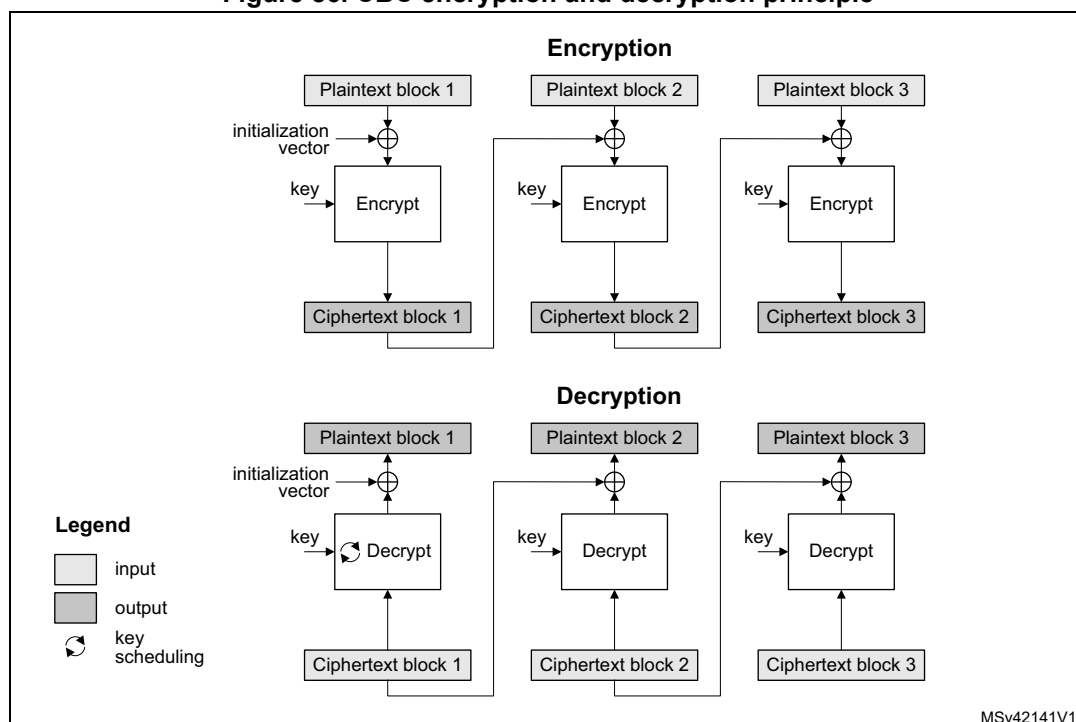 Figure CBC encryption and decryption principle
Encryption
Plaintext block 1
Plaintext block 2
Plaintext block 3
initialization
vector
key
Encrypt
key
Encrypt
key
Encrypt
Ciphertext block 1
Ciphertext block 2
Ciphertext block 3
Decryption
Plaintext block 1
Plaintext block 2
Plaintext block 3
initialization
vector
key
Decrypt
key
Decrypt
key
Decrypt
Ciphertext block 1
Ciphertext block 2
Ciphertext block 3
Legend
input
output
key
scheduling
MSv42141V1